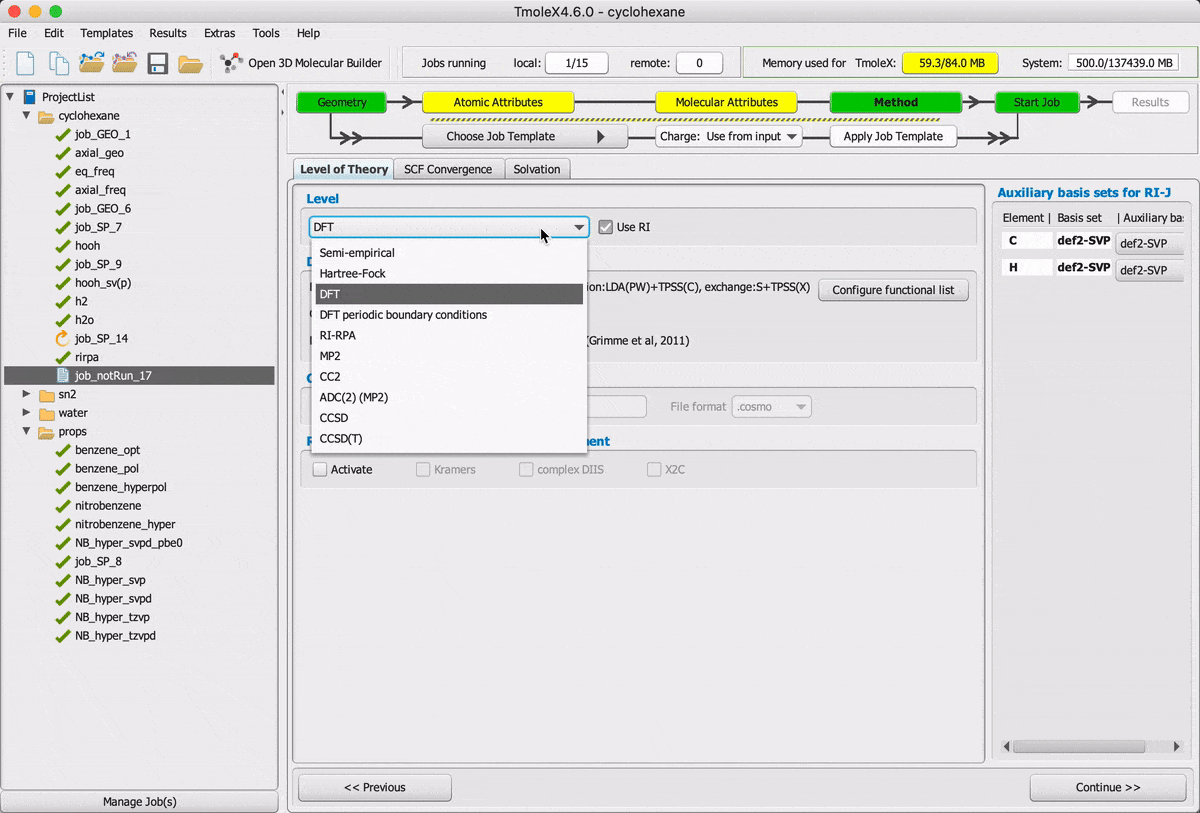 TmoleX4.6.0 - cyclohexane
File Edit Templates Results Extras Tools Help
Open 3D Molecular Builder Jobs running local: 1/15 remote: 0 Memory used for TmoleX: 59.3/84.0 MB System: 500.0/137439.0 MB
ProjectList
cyclohexane
job_GEO_1
axial_geo
eq_freq
axial_freq
job_GEO_6
job_SP_7
hooh
job_SP_9
hooh_sv(p)
h2
h2o
job_SP_14
rirpa
job_notRun_17
sn2
water
props
benzene_opt
benzene_pol
benzene_hyperpol
nitrobenzene
nitrobenzene_hyper
NB_hyper_svpd_pbe0
job_SP_8
NB_hyper_svp
NB_hyper_svpd
NB_hyper_tzvp
NB_hyper_tzvpd
Manage Job(s)
Geometry Atomic Attributes Molecular Attributes Method Start Job Results
Choose Job Template Charge: Use from input Apply Job Template
Level of Theory SCF Convergence Solvation
Level
DFT Use RI
Semi-empirical
Hartree-Fock
DFT
DFT periodic boundary conditions
RI-RPA
MP2
CC2
ADC(2) (MP2)
CCSD
CCSD(T)
ion:LDA(PW)+TPSS(C), exchange:S+TPSS(X) Configure functional list
(Grimme et al, 2011)
File format .cosmo
ent
Activate Kramers complex DIIS X2C
Auxiliary basis sets for RI-J
Element | Basis set | Auxiliary ba
C def2-SVP def2-SVP
H def2-SVP def2-SVP
<< Previous Continue >>